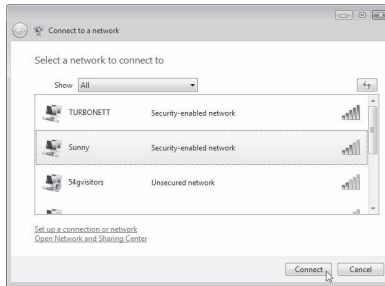 Connect to a network
Select a network to connect to
Show All
TURBONETT Security-enabled network
Sunny Security-enabled network
54gvisitors Unsecured network
Set up a connection or network
Open Network and Sharing Center
Connect Cancel